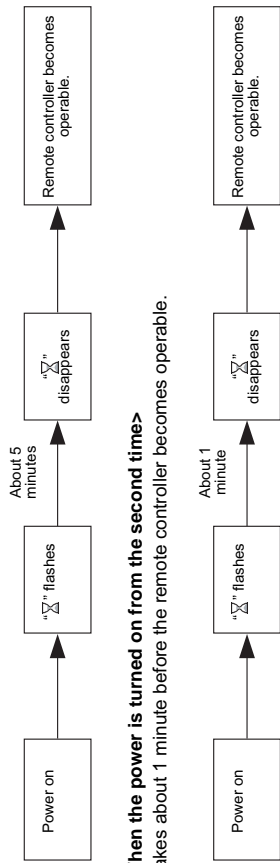 Power on
“⌛” flashes
About 5
minutes
“⌛”
disappears
Remote controller becomes
operable.
hen the power is turned on from the second time>
akes about 1 minute before the remote controller becomes operable.
Power on
“⌛” flashes
About 1
minute
“⌛”
disappears
Remote controller becomes
operable.